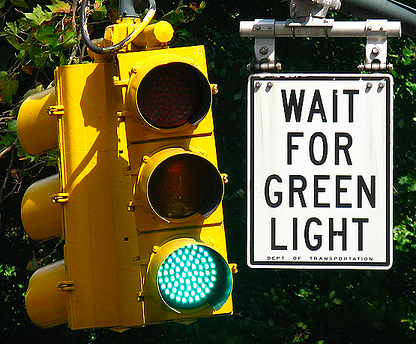 WAIT
FOR
GREEN
LIGHT
DEPT OF TRANSPORTATION